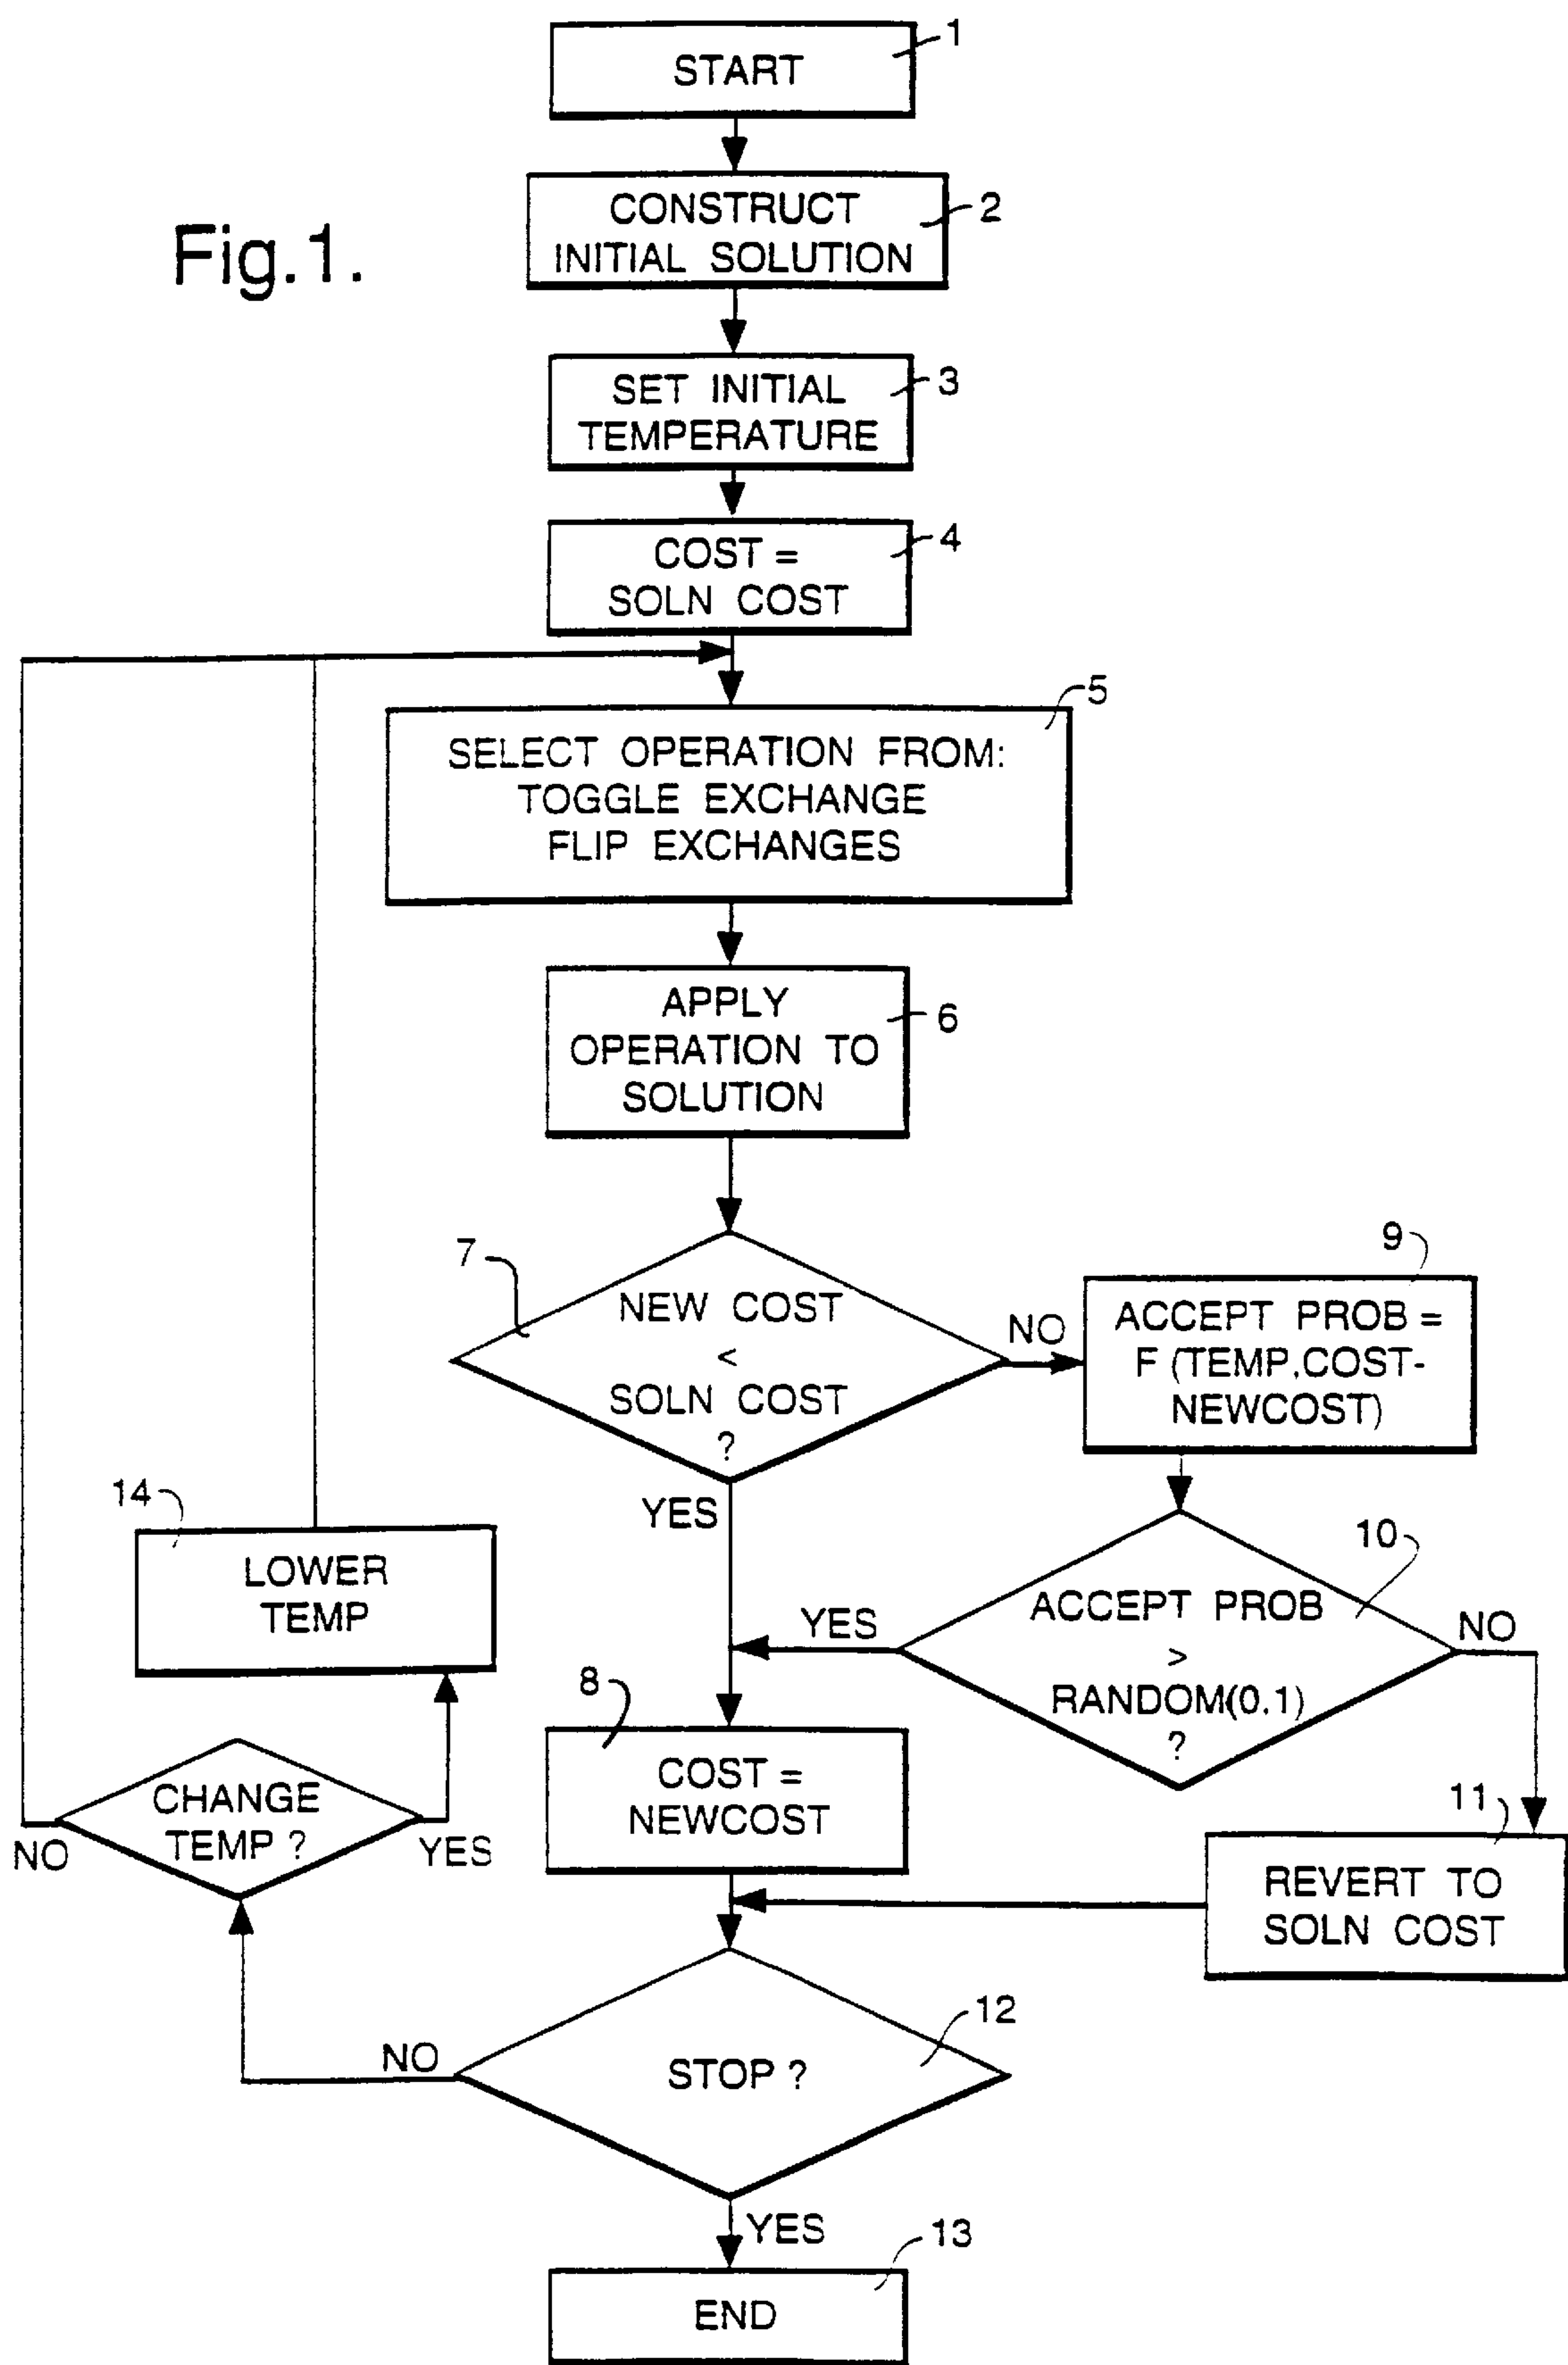 1
START
Fig.1.
CONSTRUCT
INITIAL SOLUTION
2
SET INITIAL
TEMPERATURE
3
COST =
SOLN COST
4
5
SELECT OPERATION FROM:
TOGGLE EXCHANGE
FLIP EXCHANGES
APPLY
OPERATION TO
SOLUTION
6
7
NEW COST
<
SOLN COST
?
NO
YES
9
ACCEPT PROB =
F (TEMP,COST-
NEWCOST)
10
ACCEPT PROB
>
RANDOM(0,1)
?
YES
NO
14
LOWER
TEMP
8
COST =
NEWCOST
CHANGE
TEMP ?
NO
YES
11
REVERT TO
SOLN COST
12
STOP ?
NO
YES
13
END